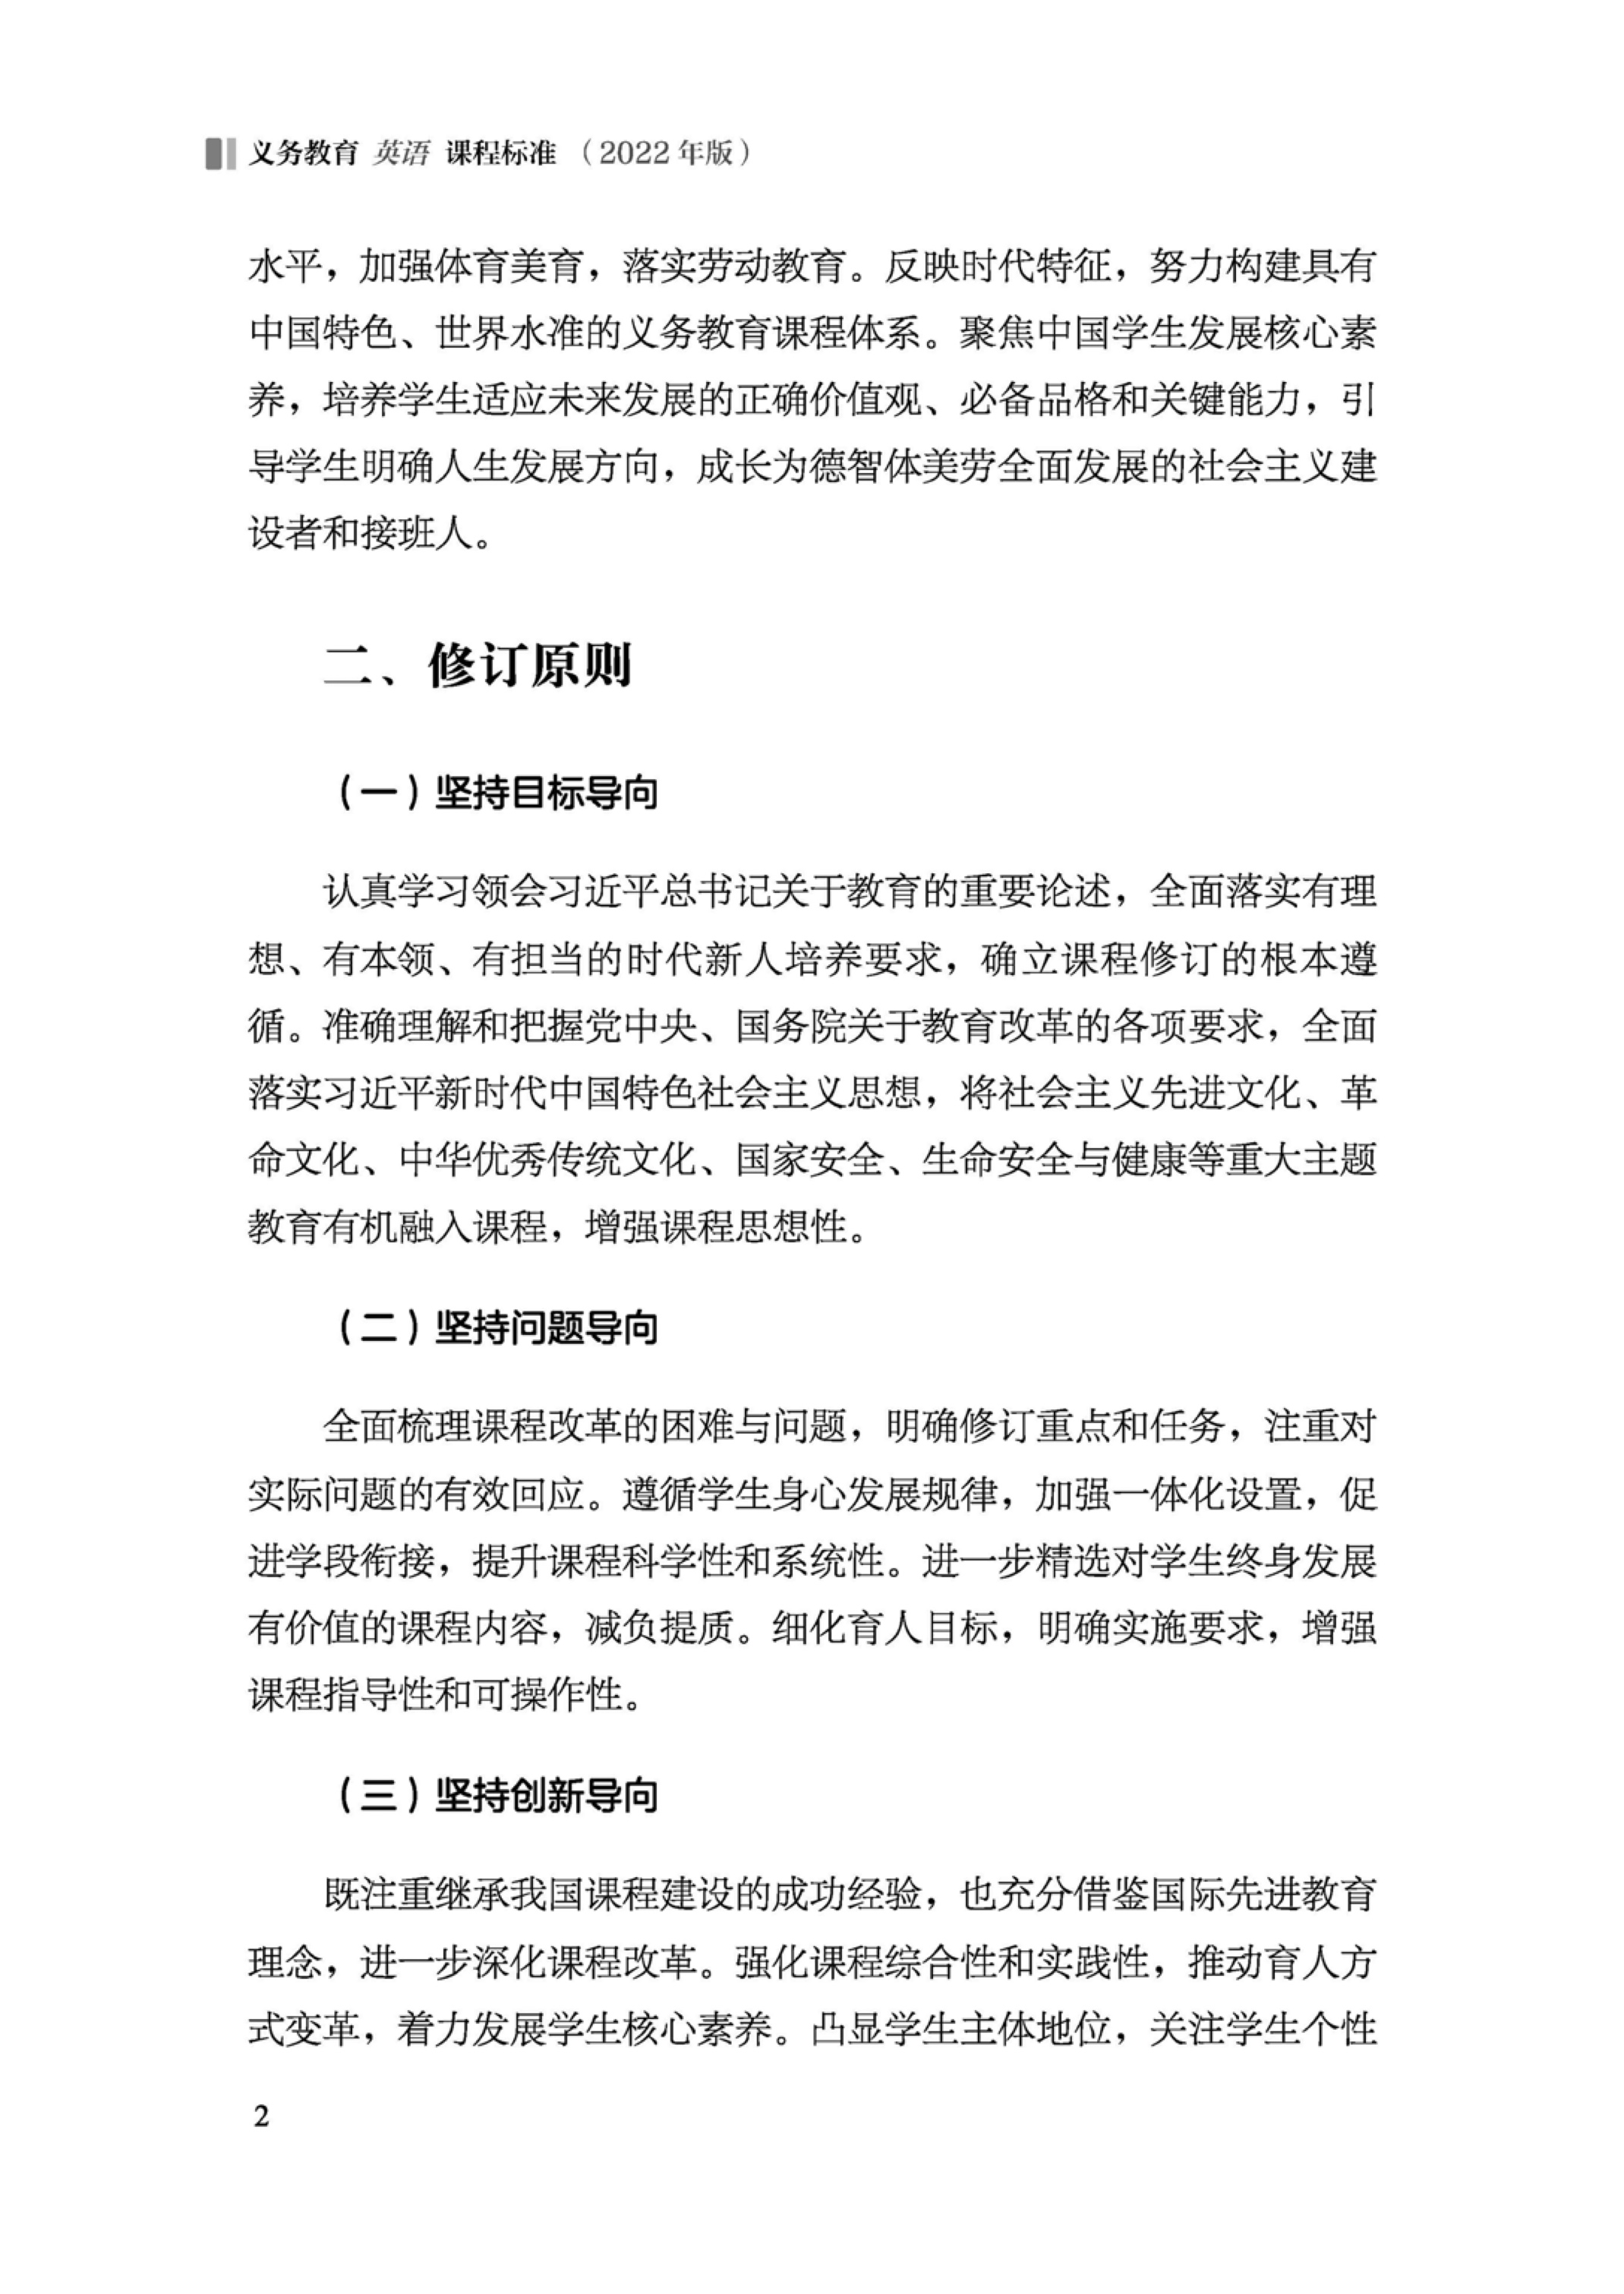 义务教育 英语 课程标准（2022年版）
水平，加强体育美育，落实劳动教育。反映时代特征，努力构建具有
中国特色、世界水准的义务教育课程体系。聚焦中国学生发展核心素
养，培养学生适应未来发展的正确价值观、必备品格和关键能力，引
导学生明确人生发展方向，成长为德智体美劳全面发展的社会主义建
设者和接班人。
二、修订原则
（一）坚持目标导向
认真学习领会习近平总书记关于教育的重要论述，全面落实有理
想、有本领、有担当的时代新人培养要求，确立课程修订的根本遵
循。准确理解和把握党中央、国务院关于教育改革的各项要求，全面
落实习近平新时代中国特色社会主义思想，将社会主义先进文化、革
命文化、中华优秀传统文化、国家安全、生命安全与健康等重大主题
教育有机融入课程，增强课程思想性。
（二）坚持问题导向
全面梳理课程改革的困难与问题，明确修订重点和任务，注重对
实际问题的有效回应。遵循学生身心发展规律，加强一体化设置，促
进学段衔接，提升课程科学性和系统性。进一步精选对学生终身发展
有价值的课程内容，减负提质。细化育人目标，明确实施要求，增强
课程指导性和可操作性。
（三）坚持创新导向
既注重继承我国课程建设的成功经验，也充分借鉴国际先进教育
理念，进一步深化课程改革。强化课程综合性和实践性，推动育人方
式变革，着力发展学生核心素养。凸显学生主体地位，关注学生个性
2